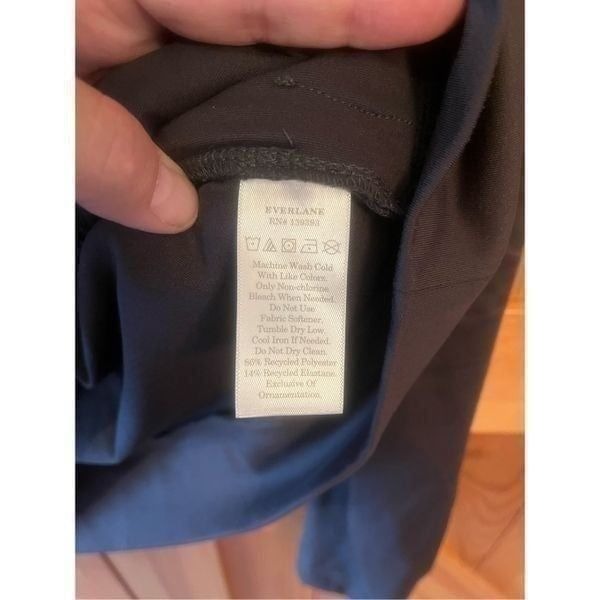 EVERLANE
RN# 139393
Machine Wash Cold
With Like Colors.
Only Non-chlorine
Bleach When Needed.
Do Not Use
Fabric Softener.
Tumble Dry Low.
Cool Iron If Needed.
Do Not Dry Clean.
86% Recycled Polyester
14% Recycled Elastane.
Exclusive Of
Ornamentation.